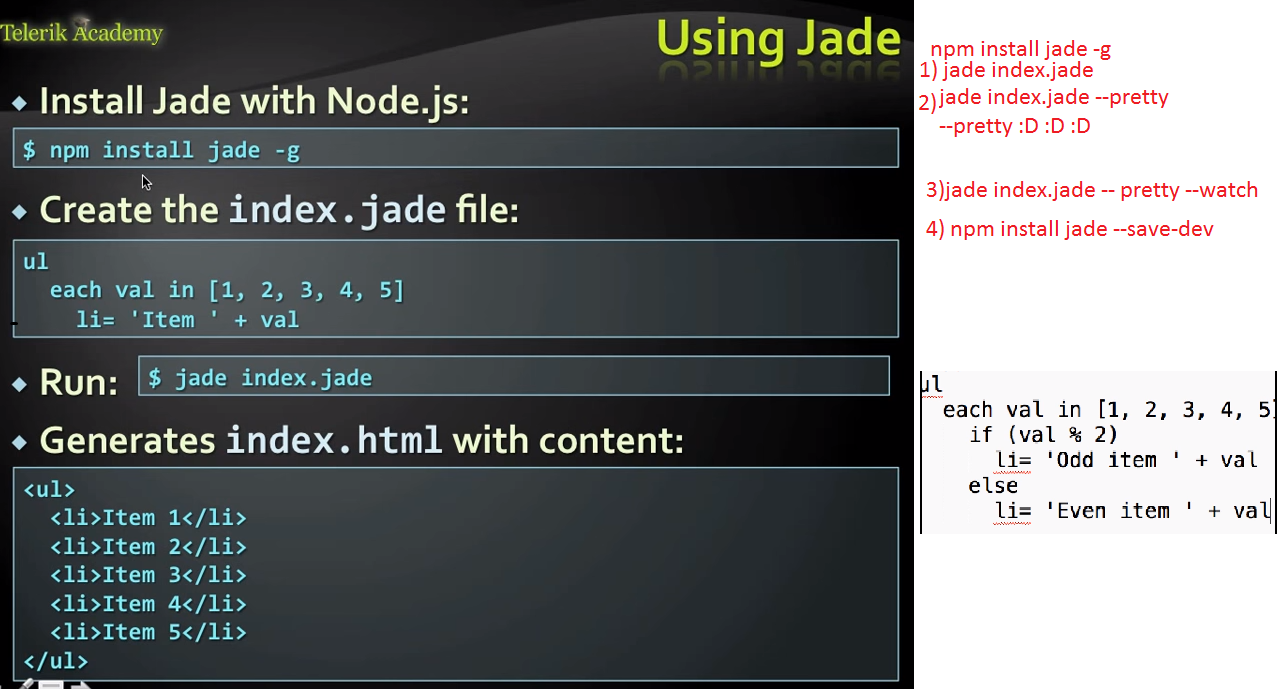 Telerik Academy
Using Jade
Install Jade with Node.js:
$ npm install jade -g
Create the index.jade file:
ul
  each val in [1, 2, 3, 4, 5]
    li= 'Item ' + val
Run:
$ jade index.jade
Generates index.html with content:
<ul>
  <li>Item 1</li>
  <li>Item 2</li>
  <li>Item 3</li>
  <li>Item 4</li>
  <li>Item 5</li>
</ul>
npm install jade -g
1) jade index.jade
2) jade index.jade --pretty
--pretty :D :D :D
3)jade index.jade -- pretty --watch
4) npm install jade --save-dev
ul
  each val in [1, 2, 3, 4, 5]
    if (val % 2)
      li= 'Odd item ' + val
    else
      li= 'Even item ' + val